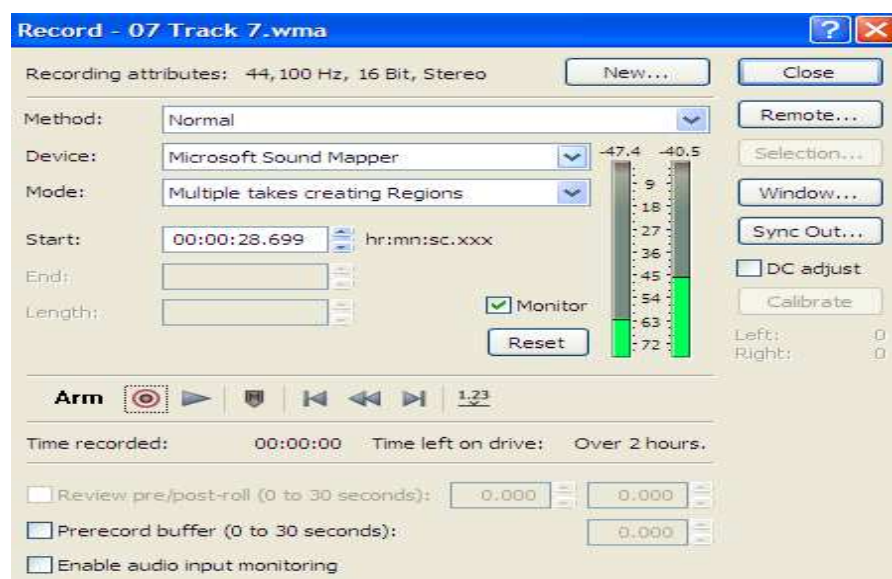 Record - 07 Track 7.wma
Recording attributes: 44,100 Hz, 16 Bit, Stereo New... Close
Method: Normal Remote...
Device: Microsoft Sound Mapper -47.4 -40.5 Selection...
Mode: Multiple takes creating Regions 9 Window...
18
Start: 00:00:28.699 hr:mn:sc.xxx 27 Sync Out...
36
End: 45 DC adjust
Length: Monitor 54 Calibrate
63 Left: 0
Reset 72 Right: 0
Arm M 1.23
Time recorded: 00:00:00 Time left on drive: Over 2 hours.
Review pre/post-roll (0 to 30 seconds): 0.000 0.000
Prerecord buffer (0 to 30 seconds): 0.000
Enable audio input monitoring